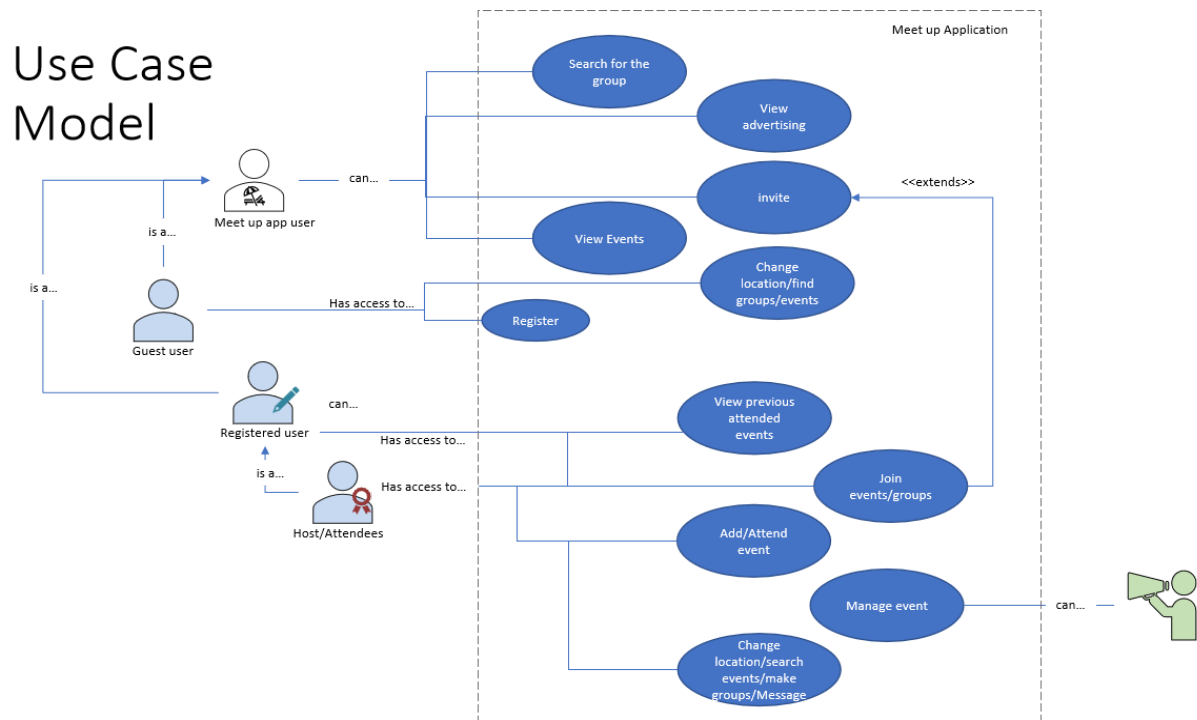 Use Case
Model
Meet up Application
Search for the
group
View
advertising
can...
<<extends>>
invite
Meet up app user
is a...
View Events
Change
location/find
groups/events
is a...
Has access to...
Register
Guest user
can...
View previous
attended
events
Registered user
Has access to...
is a...
Has access to...
Join
events/groups
Host/Attendees
Add/Attend
event
Manage event
can...
Change
location/search
events/make
groups/Message